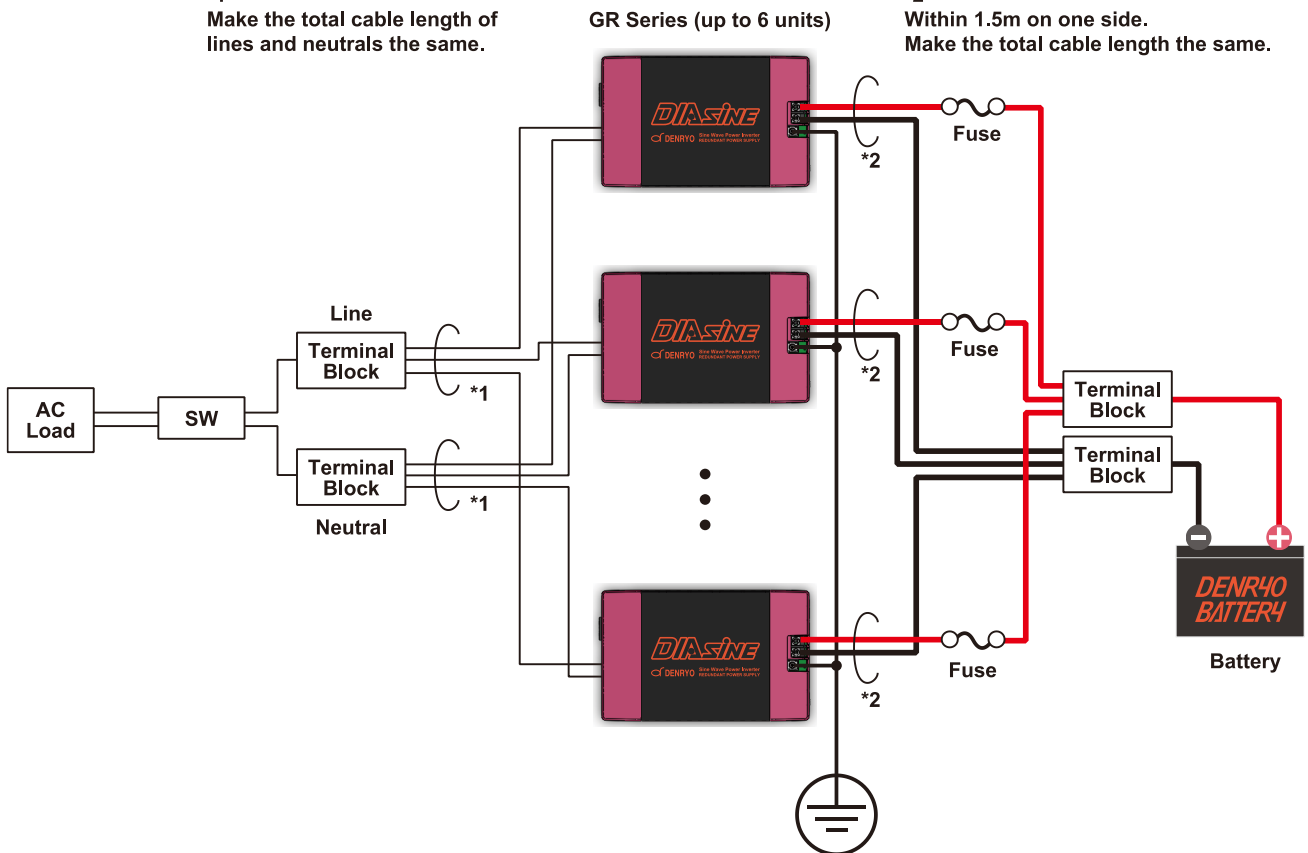 Make the total cable length of
lines and neutrals the same.
GR Series (up to 6 units)
Within 1.5m on one side.
Make the total cable length the same.
DIAsine
DENRYO Sine Wave Power Inverter
REDUNDANT POWER SUPPLY
*2
Fuse
DIAsine
DENRYO Sine Wave Power Inverter
REDUNDANT POWER SUPPLY
*2
Fuse
Line
Terminal
Block
*1
AC
Load
SW
Terminal
Block
*1
Neutral
Terminal
Block
Terminal
Block
DENRYO
BATTERY
Battery
DIAsine
DENRYO Sine Wave Power Inverter
REDUNDANT POWER SUPPLY
*2
Fuse